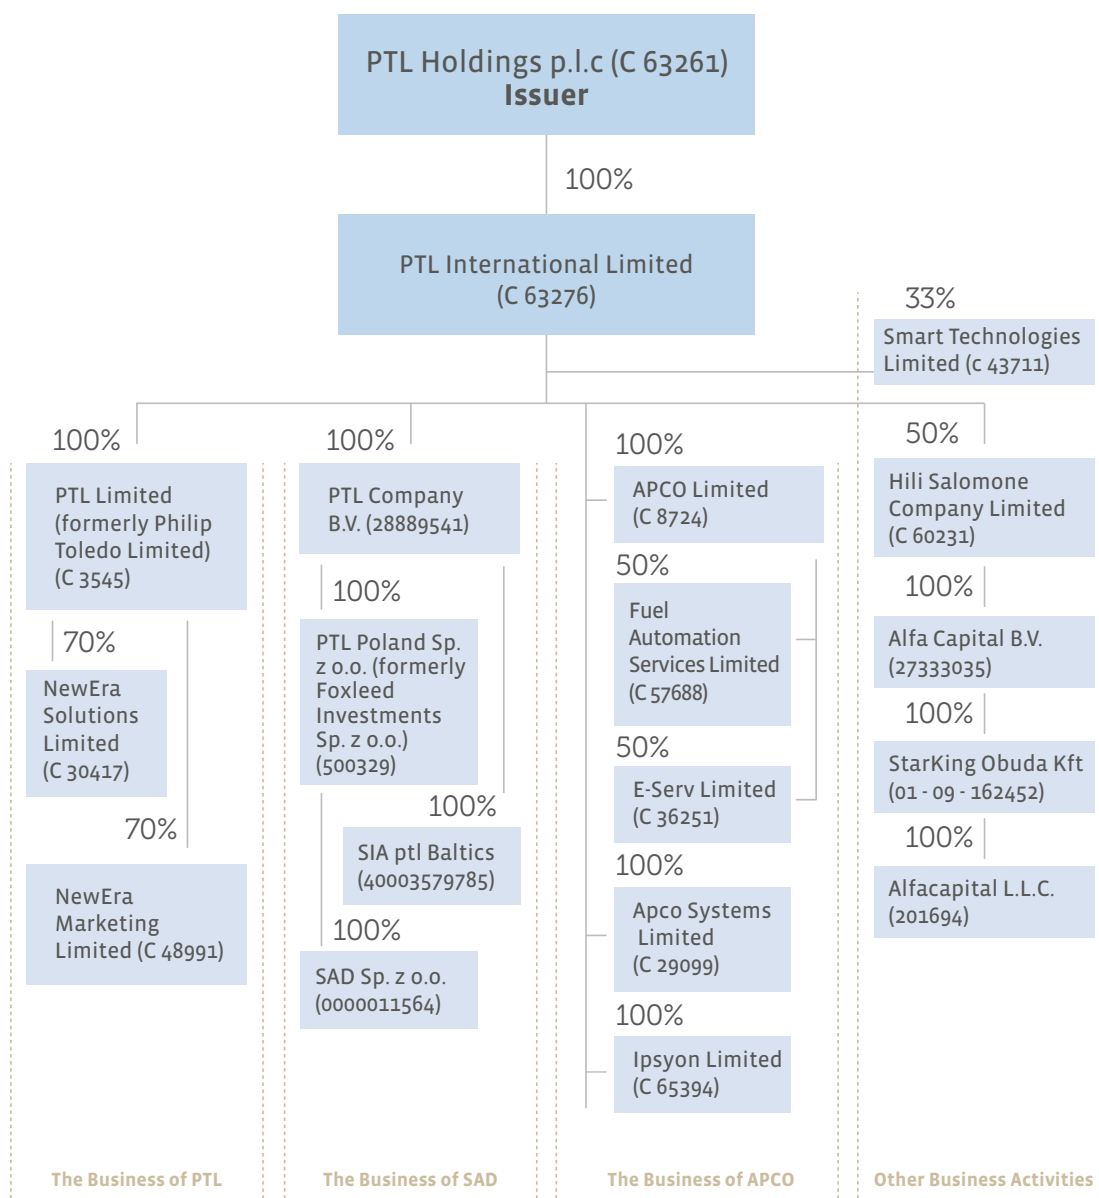 PTL Holdings p.l.c (C 63261)
Issuer
100%
PTL International Limited
(C 63276)
33%
Smart Technologies
Limited (c 43711)
100%
PTL Limited
(formerly Philip
Toledo Limited)
(C 3545)
70%
NewEra
Solutions
Limited
(C 30417)
70%
NewEra
Marketing
Limited (C 48991)
100%
PTL Company
B.V. (28889541)
100%
PTL Poland Sp.
z o.o. (formerly
Foxleed
Investments
Sp. z o.o.)
(500329)
100%
SIA ptl Baltics
(40003579785)
100%
SAD Sp. z o.o.
(0000011564)
100%
APCO Limited
(C 8724)
50%
Fuel
Automation
Services Limited
(C 57688)
50%
E-Serv Limited
(C 36251)
100%
Apco Systems
Limited
(C 29099)
100%
Ipsyon Limited
(C 65394)
50%
Hili Salomone
Company Limited
(C 60231)
100%
Alfa Capital B.V.
(27333035)
100%
StarKing Obuda Kft
(01 - 09 - 162452)
100%
Alfacapital L.L.C.
(201694)
The Business of PTL
The Business of SAD
The Business of APCO
Other Business Activities